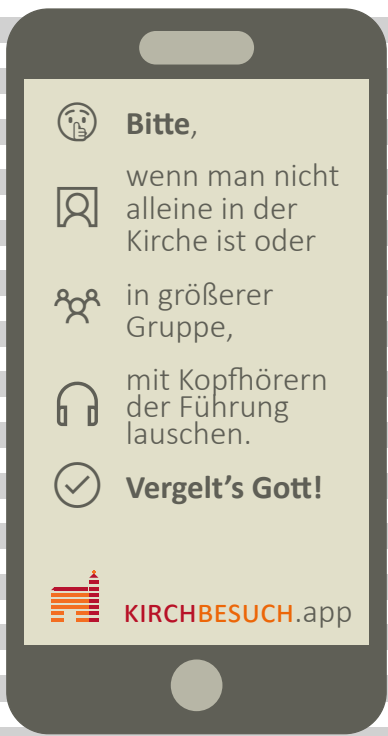 Bitte,
wenn man nicht
alleine in der
Kirche ist oder
in größerer
Gruppe,
mit Kopfhörern
der Führung
lauschen.
Vergelt’s Gott!
KIRCHBESUCH.app